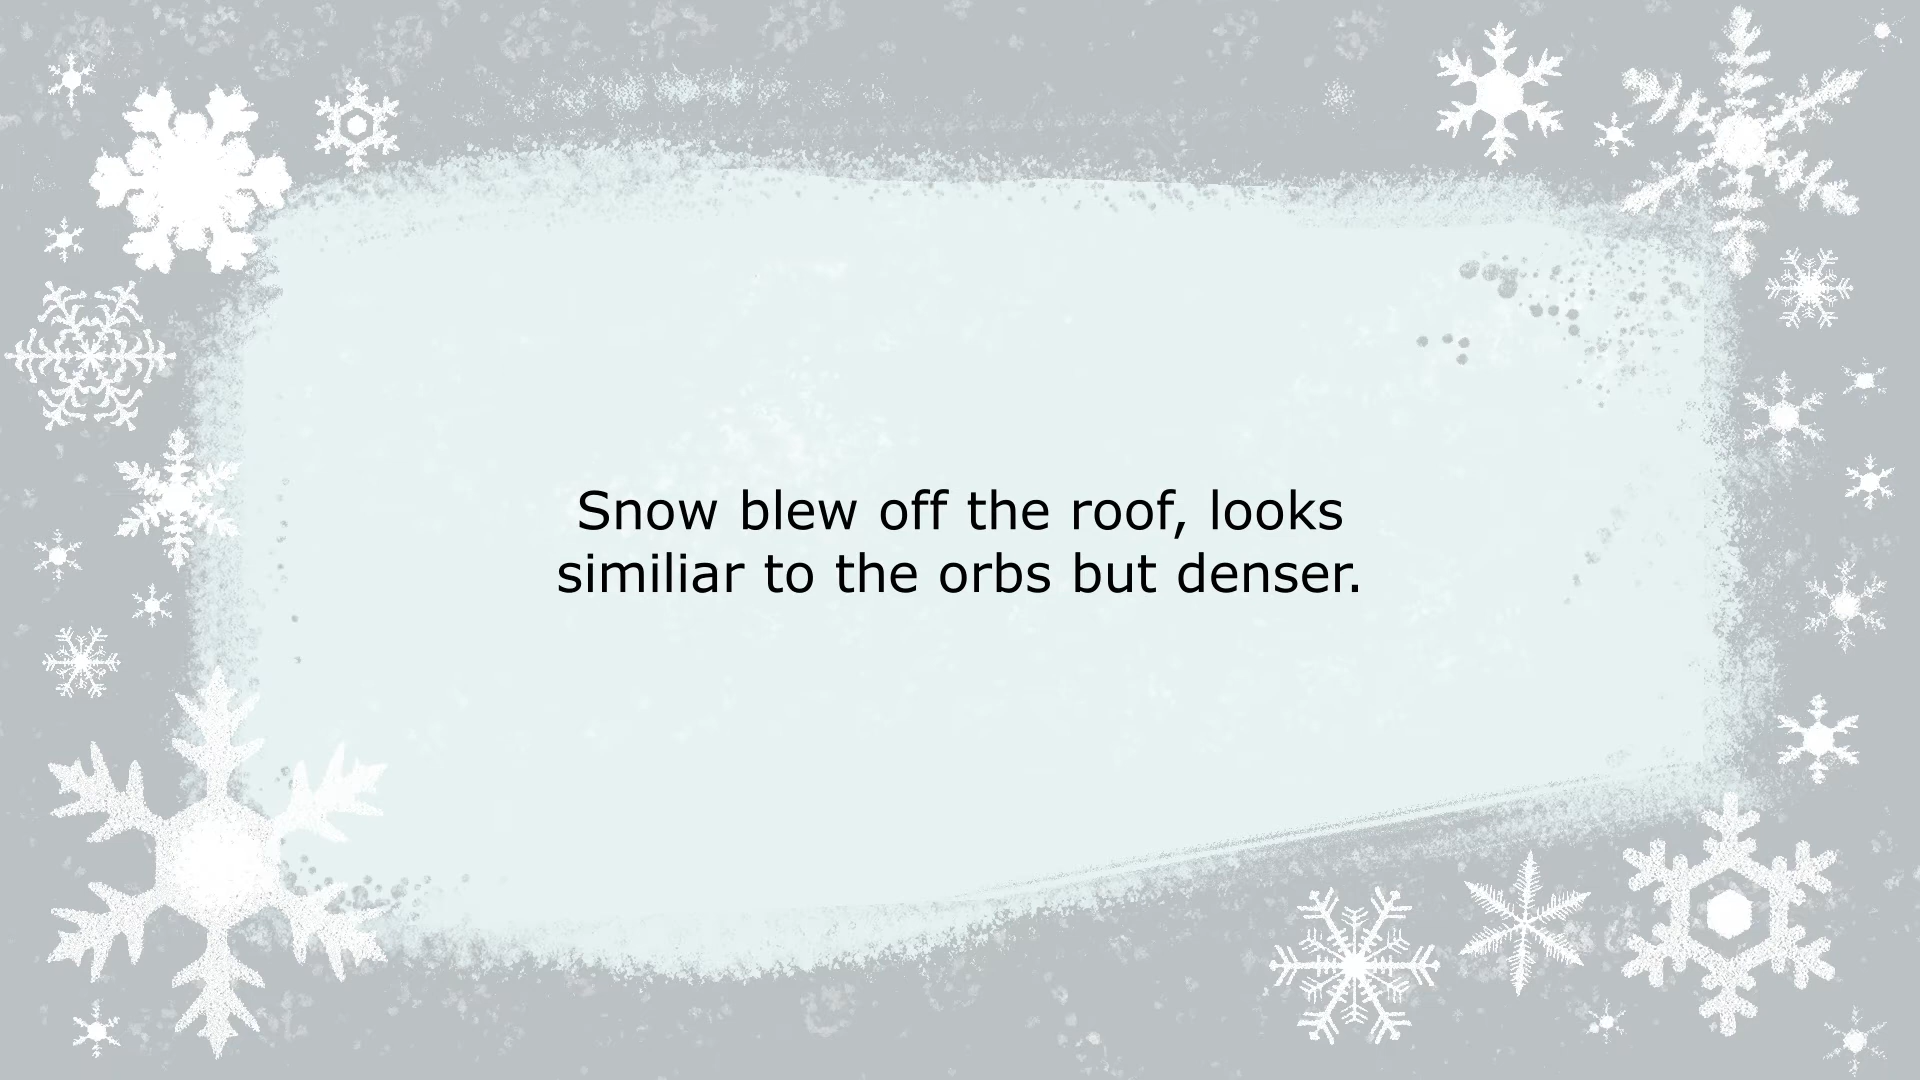 Snow blew off the roof, looks
similiar to the orbs but denser.